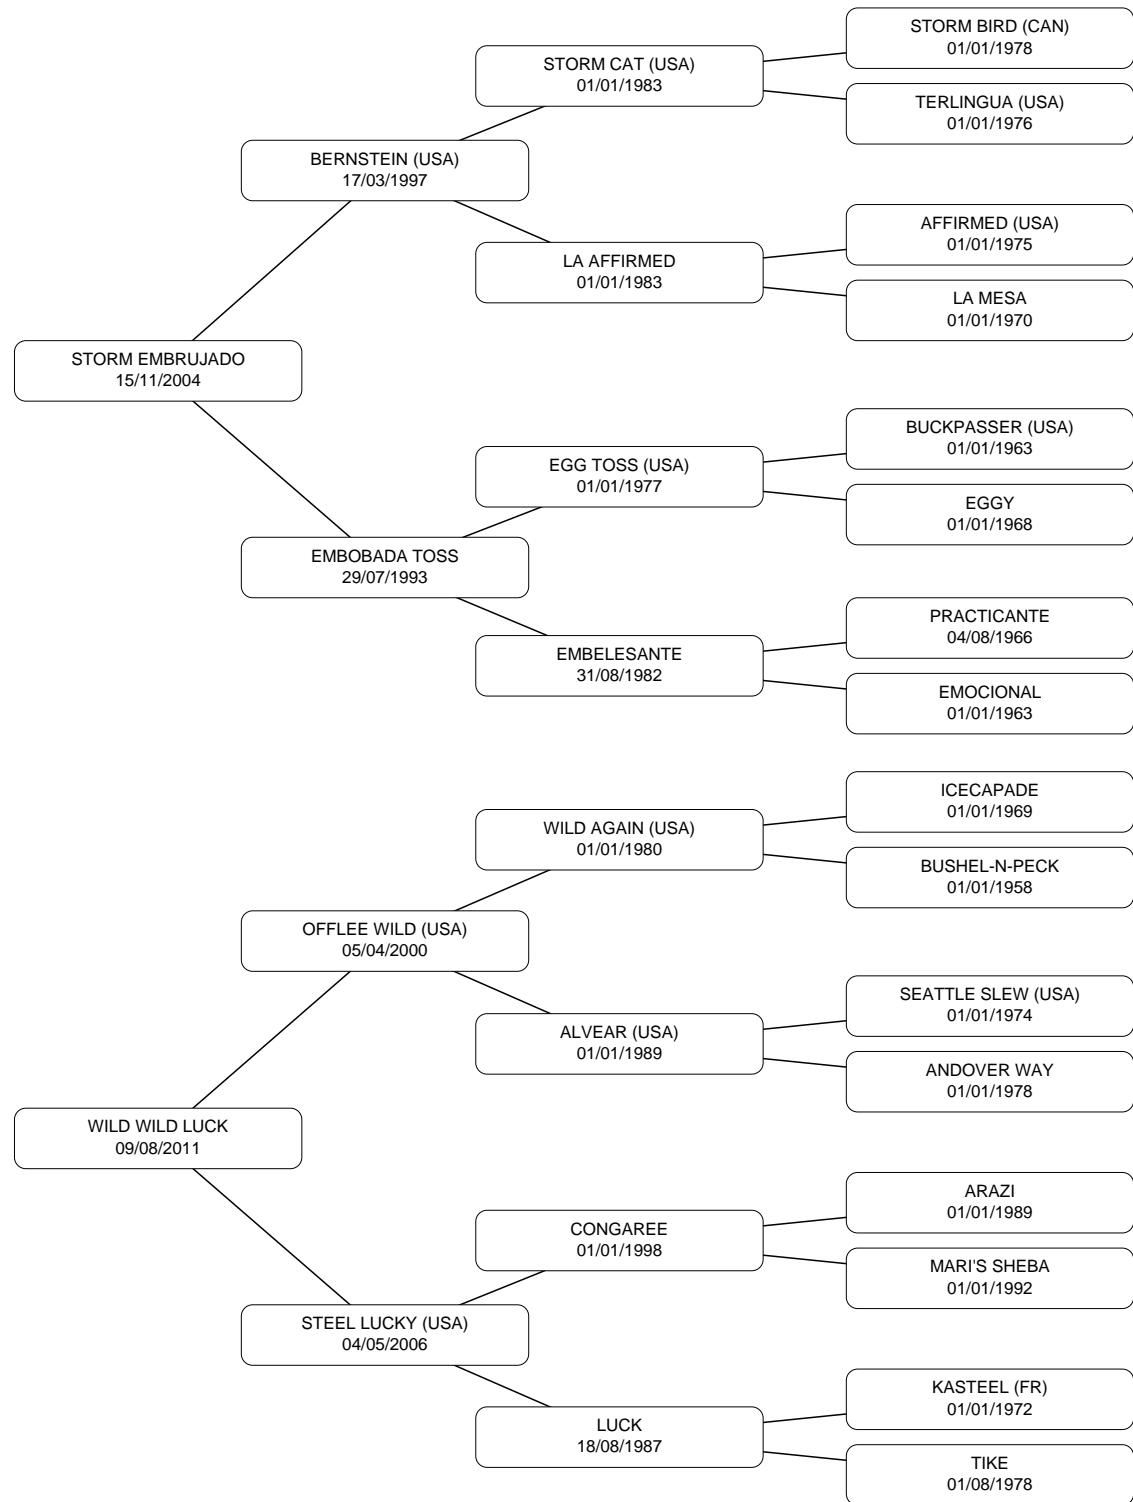 STORM BIRD (CAN)
01/01/1978
STORM CAT (USA)
01/01/1983
TERLINGUA (USA)
01/01/1976
BERNSTEIN (USA)
17/03/1997
AFFIRMED (USA)
01/01/1975
LA AFFIRMED
01/01/1983
LA MESA
01/01/1970
STORM EMBRUJADO
15/11/2004
BUCKPASSER (USA)
01/01/1963
EGG TOSS (USA)
01/01/1977
EGGY
01/01/1968
EMBOBADA TOSS
29/07/1993
PRACTICANTE
04/08/1966
EMBELESANTE
31/08/1982
EMOCIONAL
01/01/1963
ICECAPADE
01/01/1969
WILD AGAIN (USA)
01/01/1980
BUSHEL-N-PECK
01/01/1958
OFFLEE WILD (USA)
05/04/2000
SEATTLE SLEW (USA)
01/01/1974
ALVEAR (USA)
01/01/1989
ANDOVER WAY
01/01/1978
WILD WILD LUCK
09/08/2011
ARAZI
01/01/1989
CONGAREE
01/01/1998
MARI'S SHEBA
01/01/1992
STEEL LUCKY (USA)
04/05/2006
KASTEEL (FR)
01/01/1972
LUCK
18/08/1987
TIKE
01/08/1978